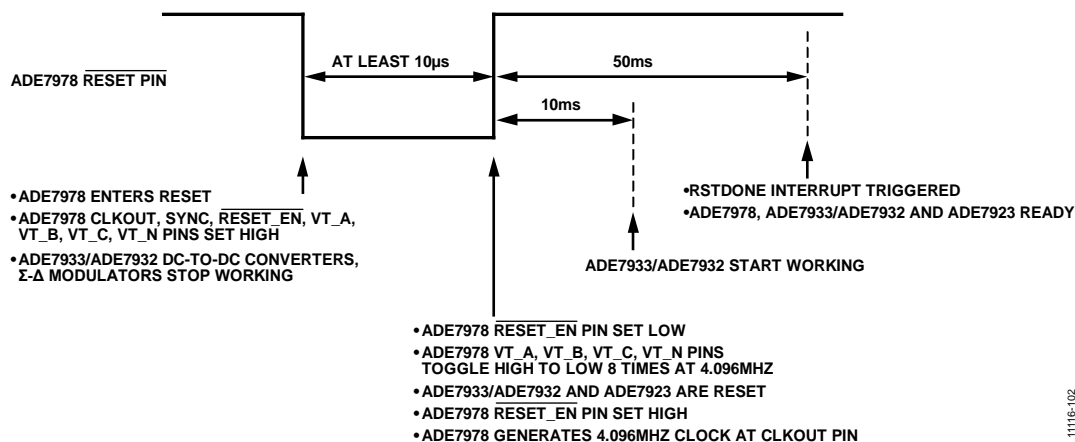 ADE7978 RESET PIN
AT LEAST 10µs
50ms
10ms
•ADE7978 ENTERS RESET
•ADE7978 CLKOUT, SYNC, RESET_EN, VT_A,
VT_B, VT_C, VT_N PINS SET HIGH
•ADE7933/ADE7932 DC-TO-DC CONVERTERS,
Σ-Δ MODULATORS STOP WORKING
•RSTDONE INTERRUPT TRIGGERED
•ADE7978, ADE7933/ADE7932 AND ADE7923 READY
ADE7933/ADE7932 START WORKING
•ADE7978 RESET_EN PIN SET LOW
•ADE7978 VT_A, VT_B, VT_C, VT_N PINS
TOGGLE HIGH TO LOW 8 TIMES AT 4.096MHZ
•ADE7933/ADE7932 AND ADE7923 ARE RESET
•ADE7978 RESET_EN PIN SET HIGH
•ADE7978 GENERATES 4.096MHZ CLOCK AT CLKOUT PIN
11116-102